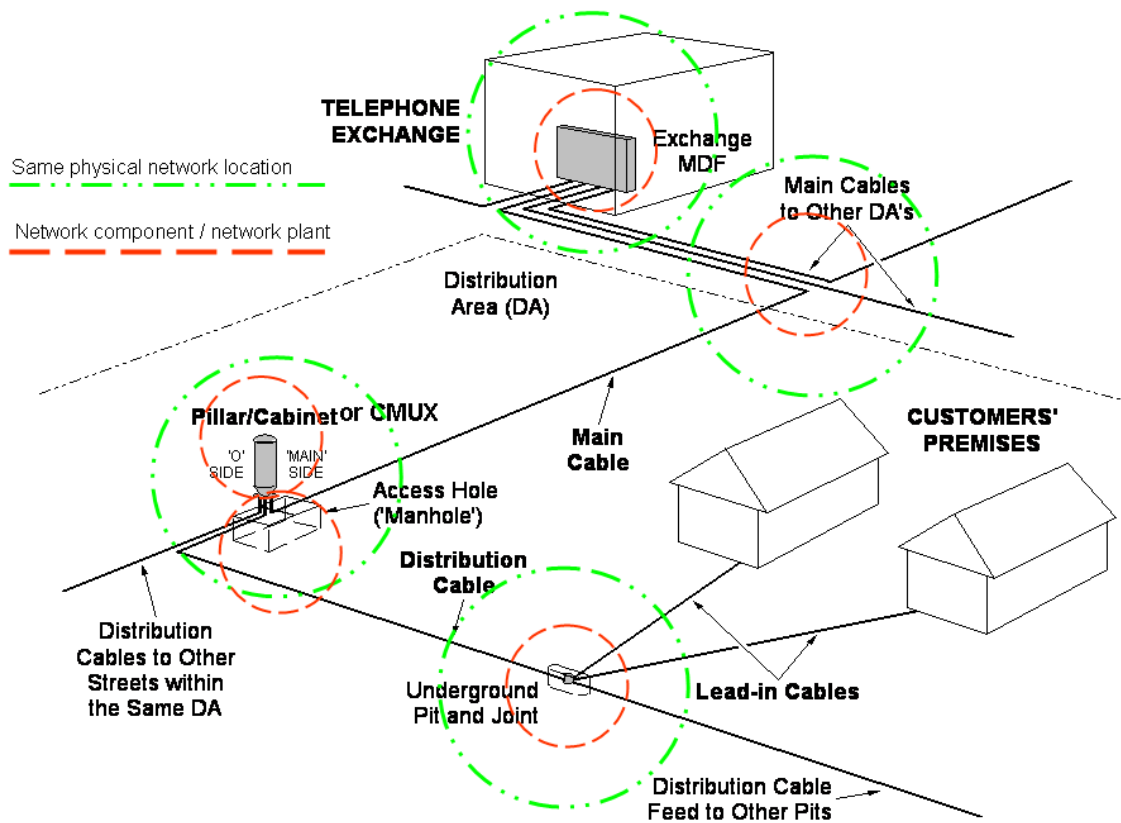 TELEPHONE
EXCHANGE
Exchange
MDF
Same physical network location
Network component / network plant
Main Cables
to Other DA's
Distribution
Area (DA)
Pillar/Cabinet or CMUX
'O'
SIDE
'MAIN'
SIDE
Access Hole
('Manhole')
Main
Cable
CUSTOMERS'
PREMISES
Distribution
Cable
Distribution
Cables to Other
Streets within
the Same DA
Underground
Pit and Joint
Lead-in Cables
Distribution Cable
Feed to Other Pits